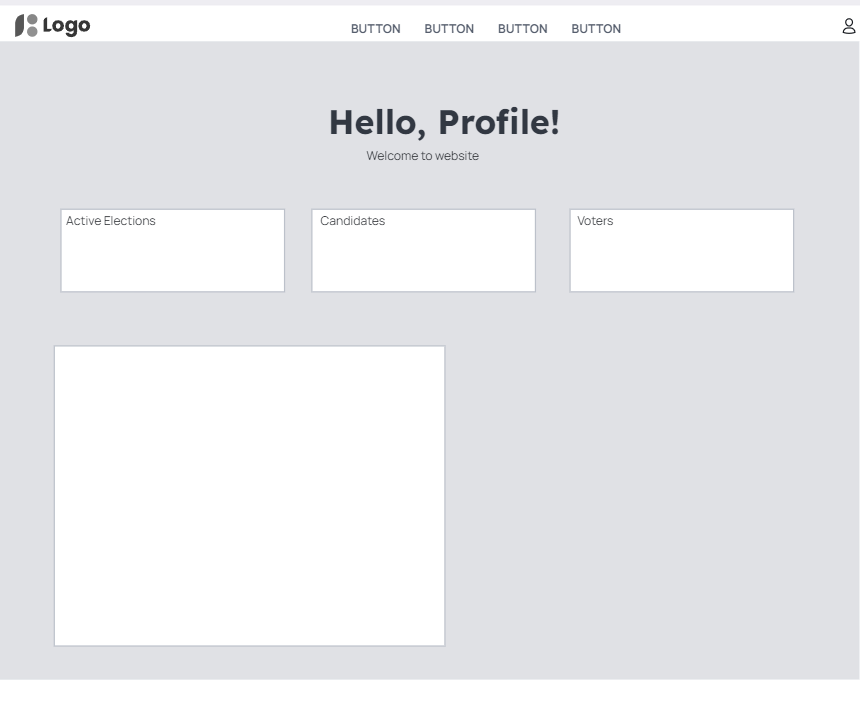 Logo
BUTTON BUTTON BUTTON BUTTON
Hello, Profile!
Welcome to website
Active Elections
Candidates
Voters